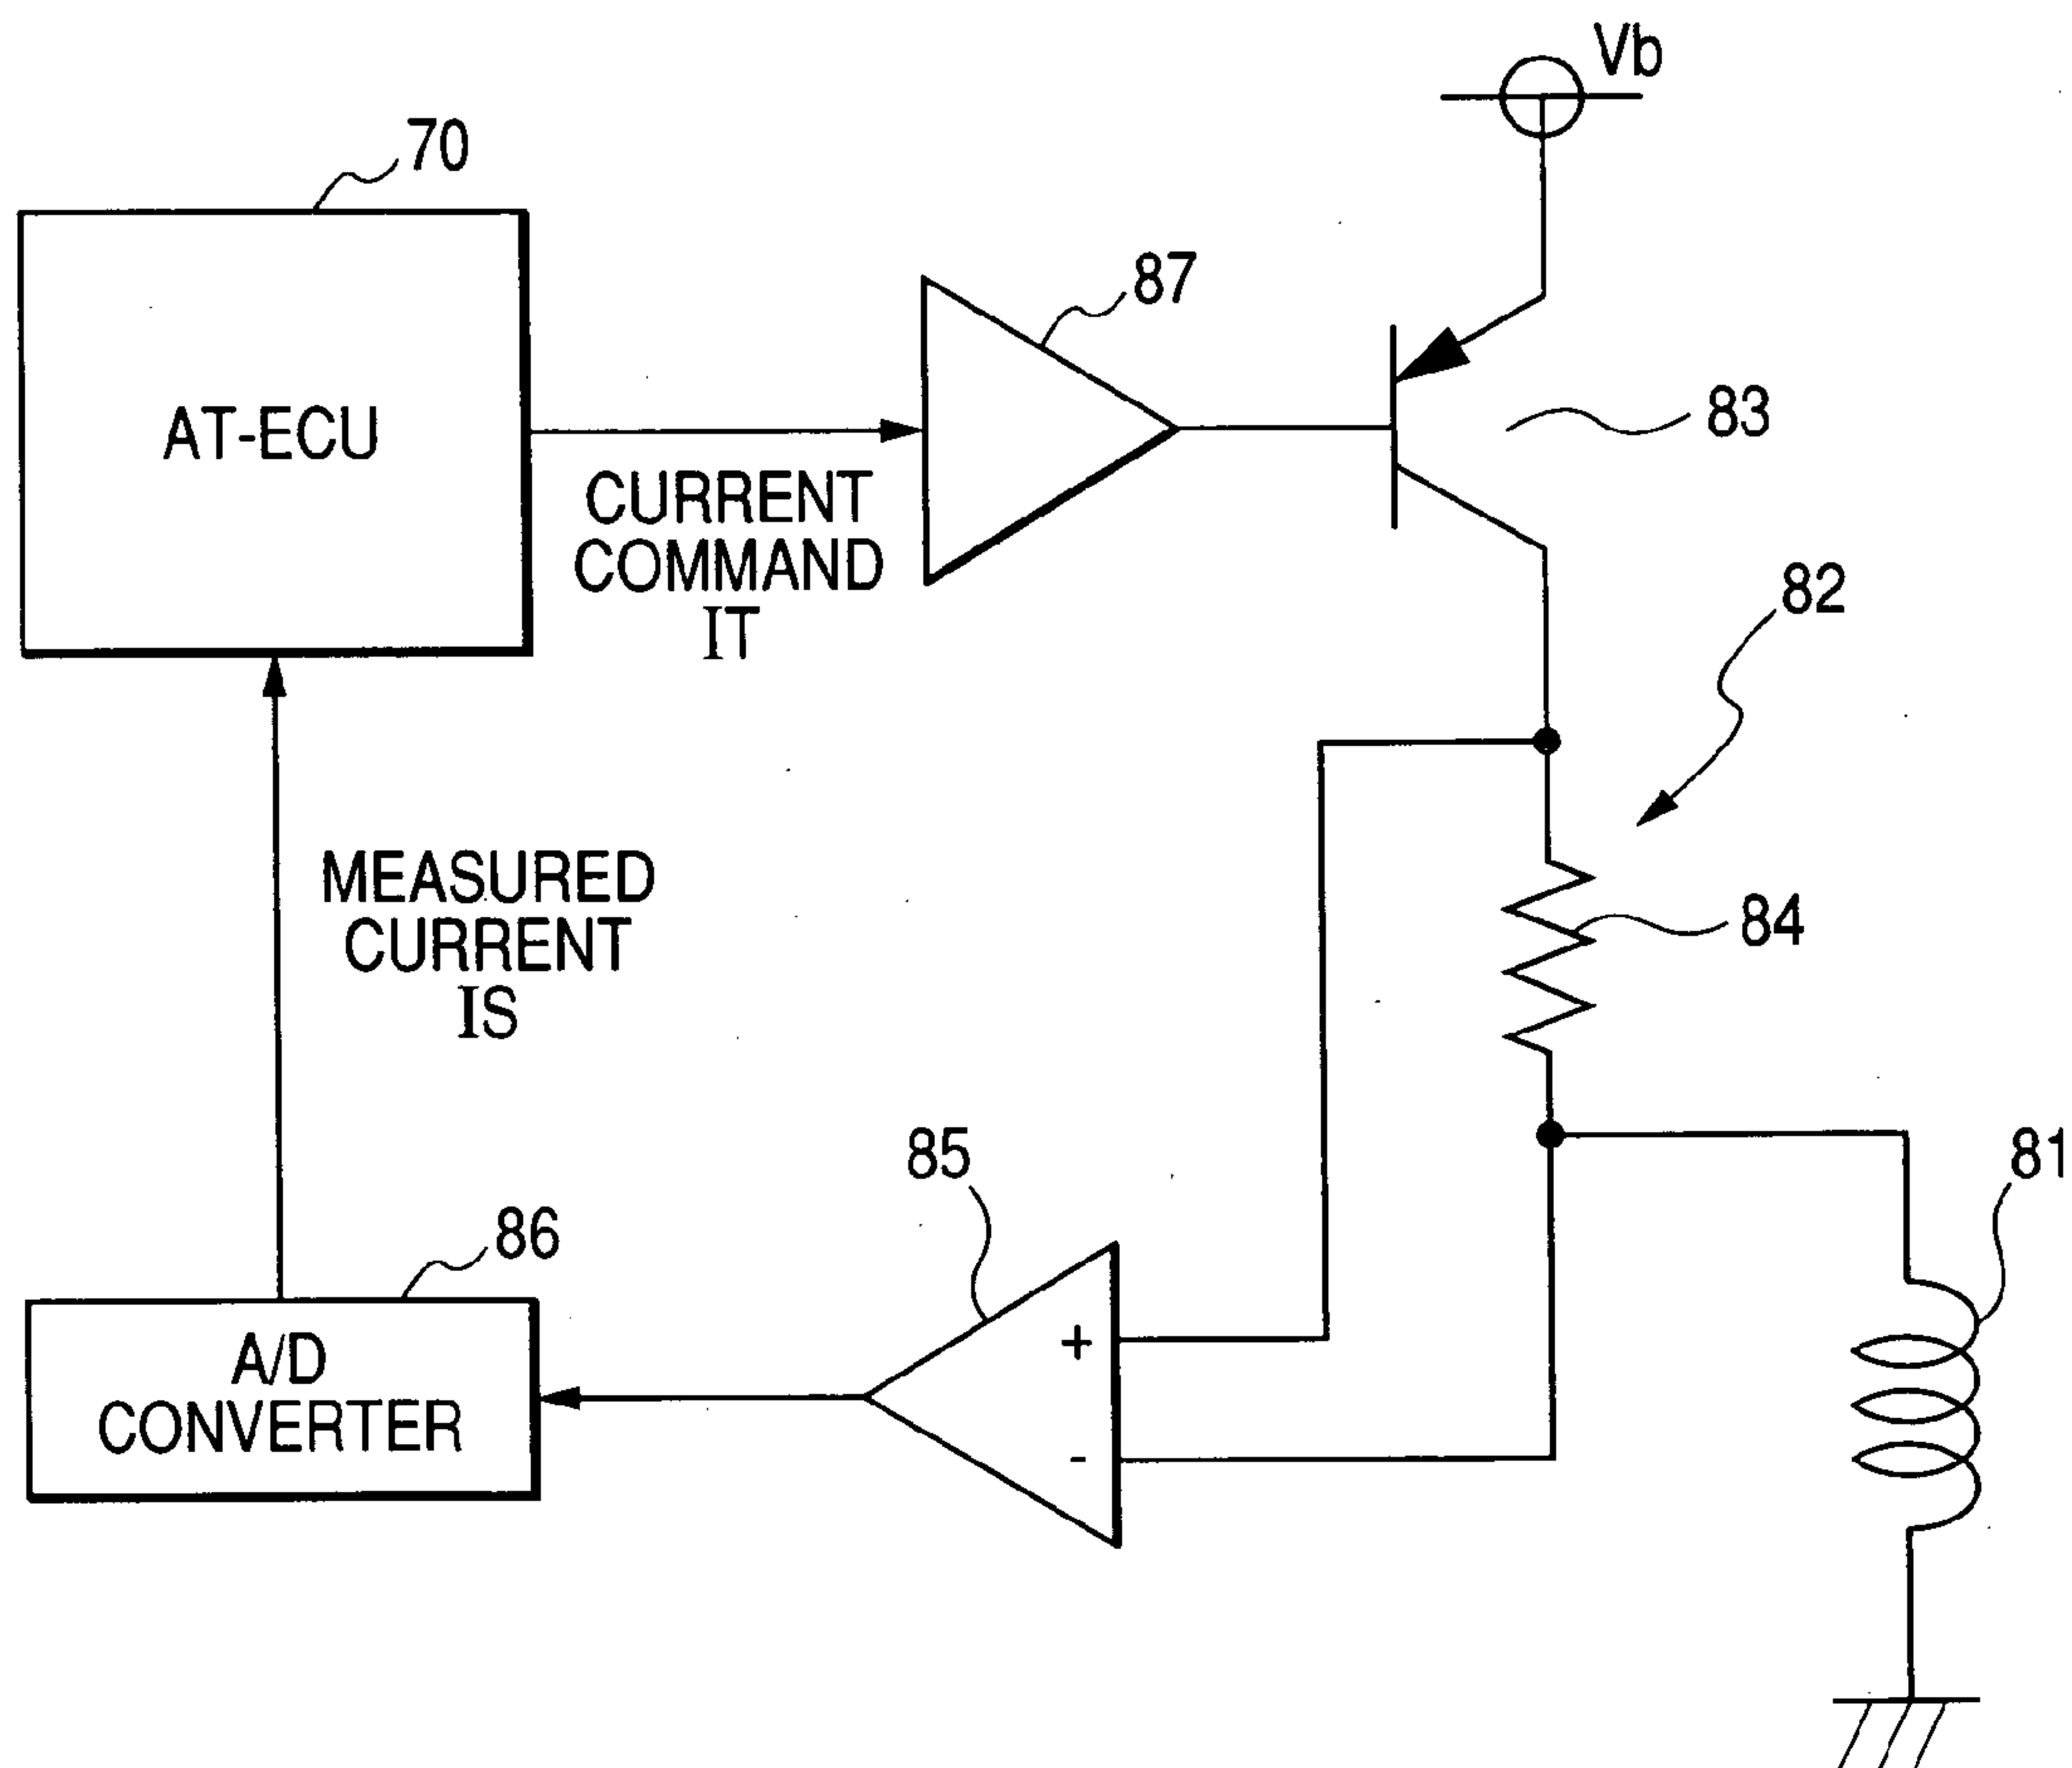 Vb
70
87
AT-ECU
83
CURRENT
COMMAND
IT
82
MEASURED
CURRENT
IS
84
85
81
86
+
A/D
CONVERTER
-